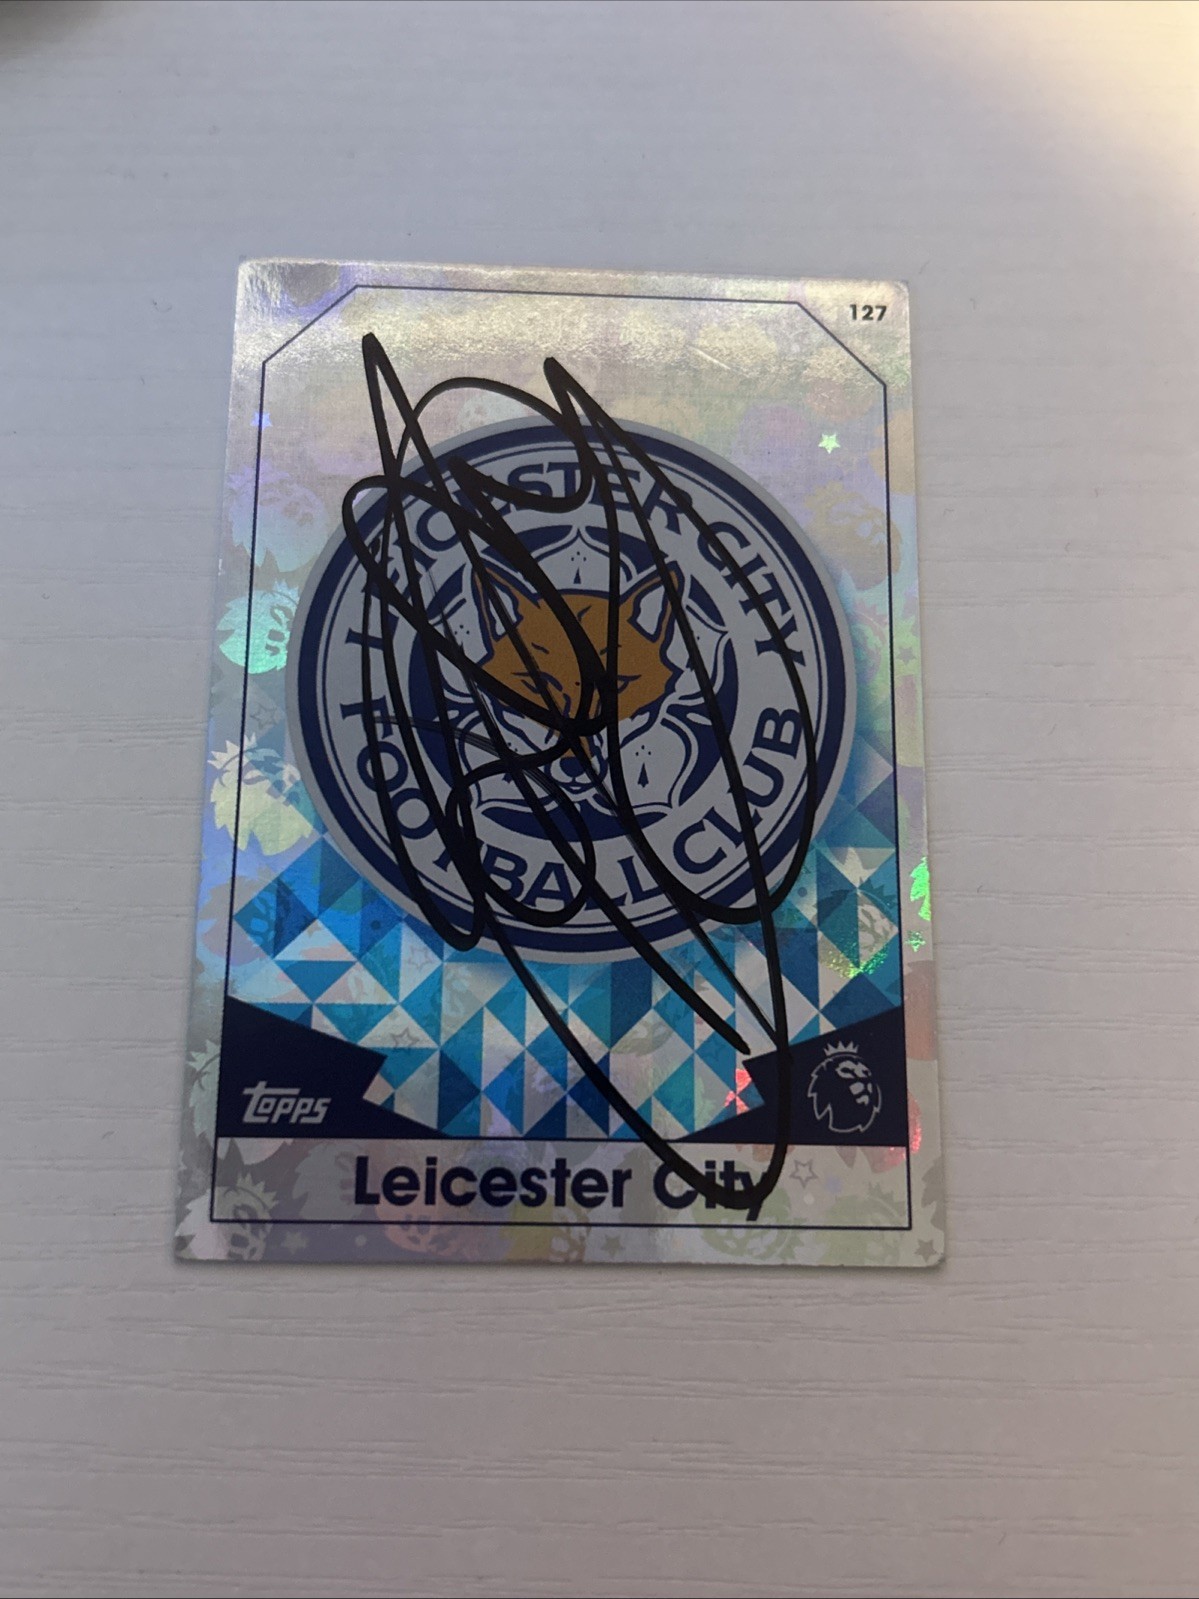 127
LEICESTER CITY
FOOTBALL CLUB
topps
Leicester City